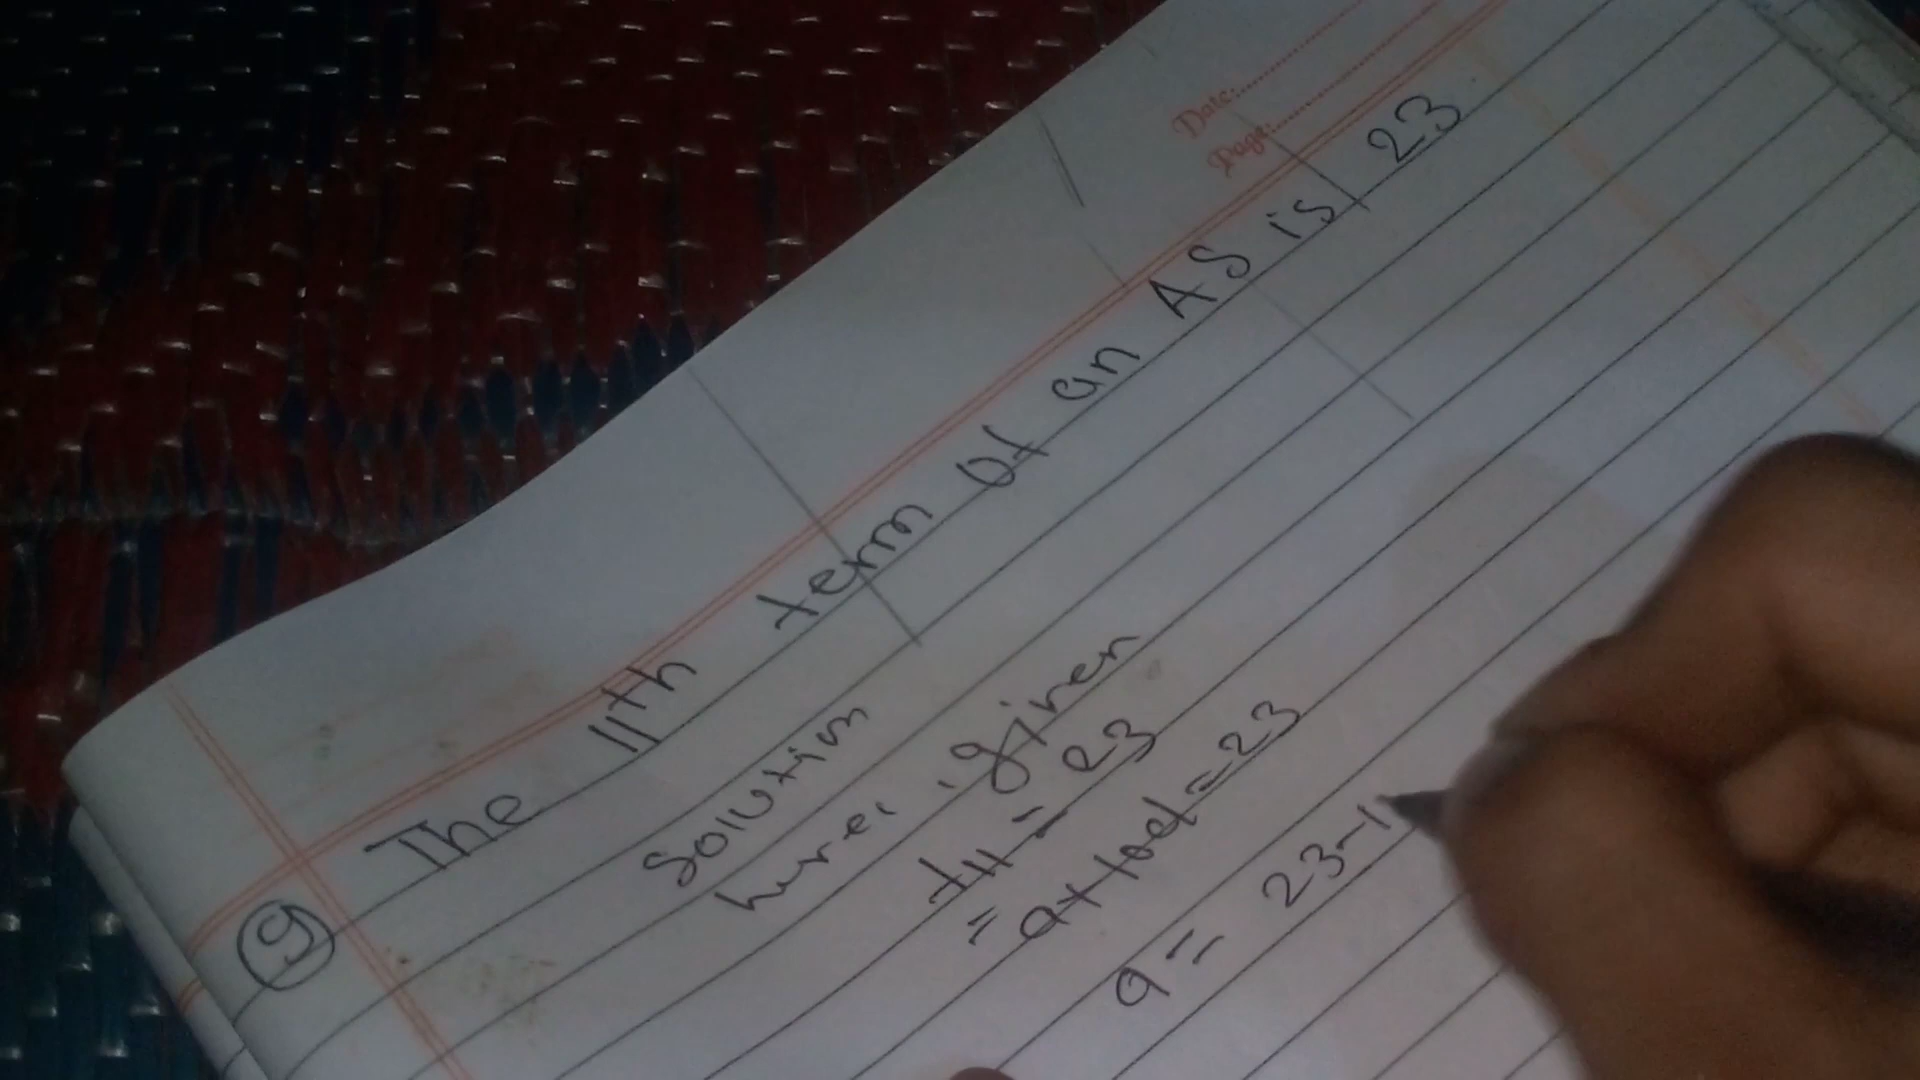 Date:
Page:
9 The 11th term of an AS is 23
Solution
here, given
t11 = 23
= a+10d = 23
a = 23-1